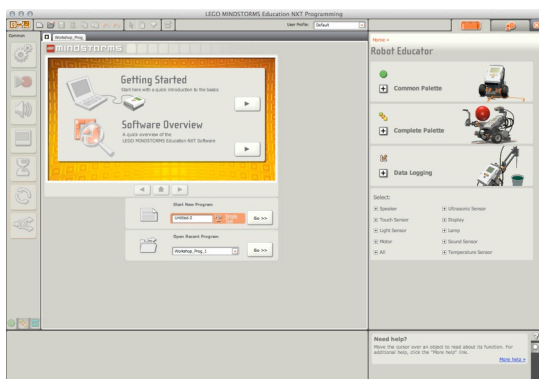 LEGO MINDSTORMS Education NXT Programming
User Profile:
Default
Common
Workshop_Prog
mindstorms
Getting Started
Start here with a quick introduction to the basics
Software Overview
A quick overview of the
LEGO MINDSTORMS Education NXT Software
Start New Program
Untitled-2
Go >>
Open Recent Program
Workshop_Prog_1
Go >>
Home »
Robot Educator
Common Palette
Complete Palette
Data Logging
Select:
Speaker
Ultrasonic Sensor
Touch Sensor
Display
Light Sensor
Lamp
Motor
Sound Sensor
All
Temperature Sensor
Need help?
Move the cursor over an object to read about its function. For
additional help, click the "More help" link.
More help »